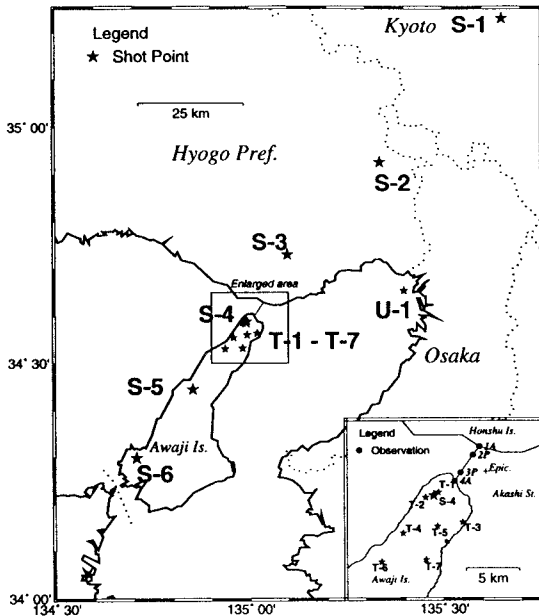 Legend
★ Shot Point
Kyoto
S-1
25 km
35° 00'
Hyogo Pref.
S-2
S-3
Enlarged area
S-4
U-1
T-1 - T-7
34° 30'
Osaka
S-5
Awaji Is.
S-6
Legend
● Observation
Honshu Is.
1A
2P
3P
+Epic.
4A
T-1
Akashi St.
T-2
S-4
T-3
T-4
T-5
T-6
T-7
Awaji Is.
5 km
34° 00'
134° 30'
135° 00'
135° 30'